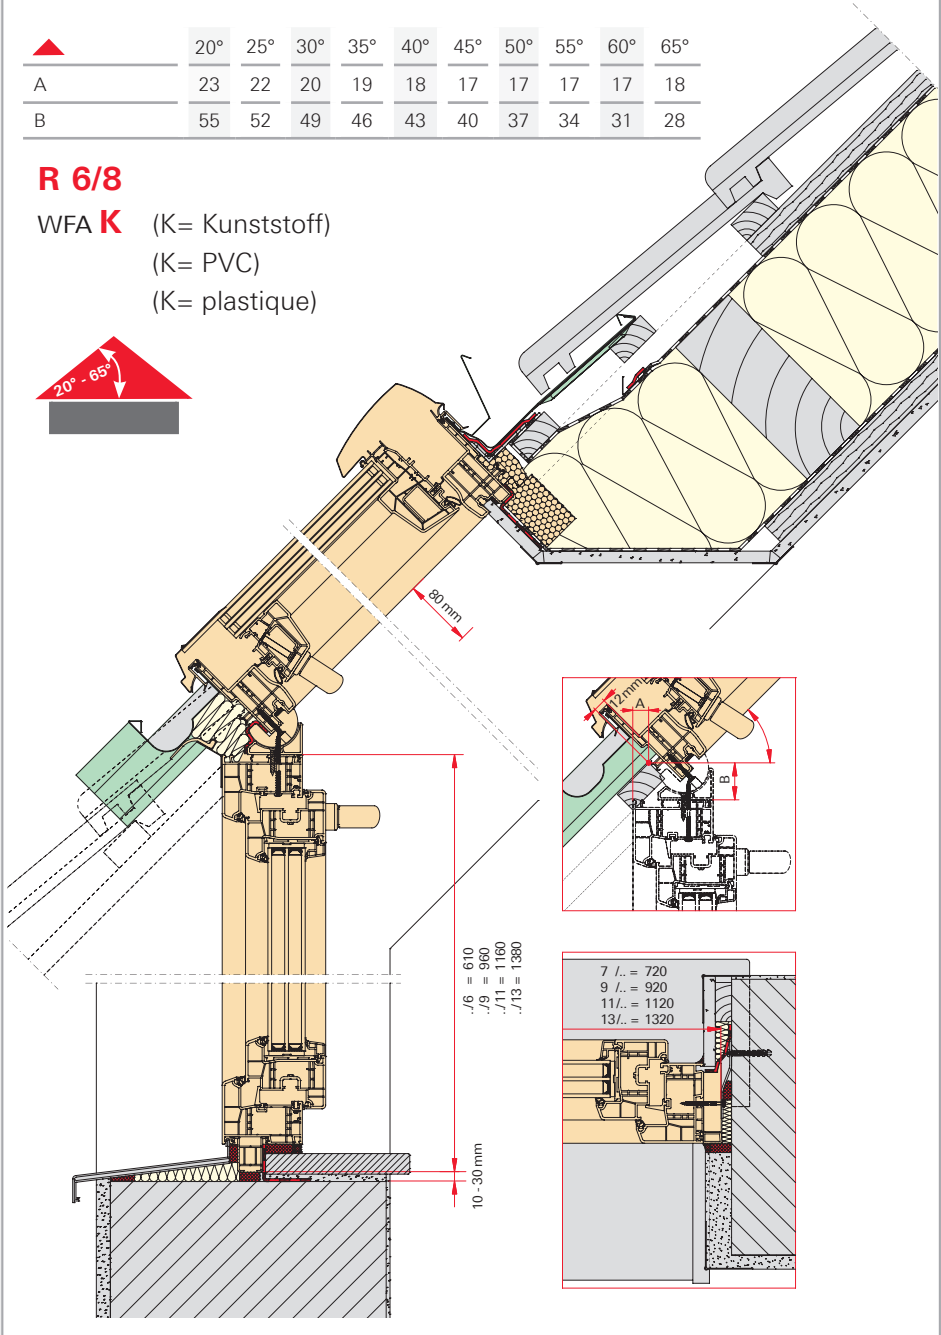 20° 25° 30° 35° 40° 45° 50° 55° 60° 65°
A 23 22 20 19 18 17 17 17 17 18
B 55 52 49 46 43 40 37 34 31 28
R 6/8
WFA K (K= Kunststoff)
(K= PVC)
(K= plastique)
20° - 65°
80 mm
12mm
A
B
../6 = 610
../9 = 960
../11 = 1160
../13 = 1380
10 - 30 mm
7 /.. = 720
9 /.. = 920
11/.. = 1120
13/.. = 1320